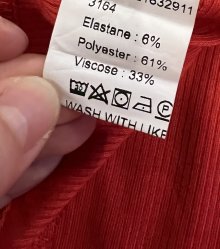 3164
Elastane : 6%
Polyester : 61%
Viscose : 33%
WASH WITH LIKE